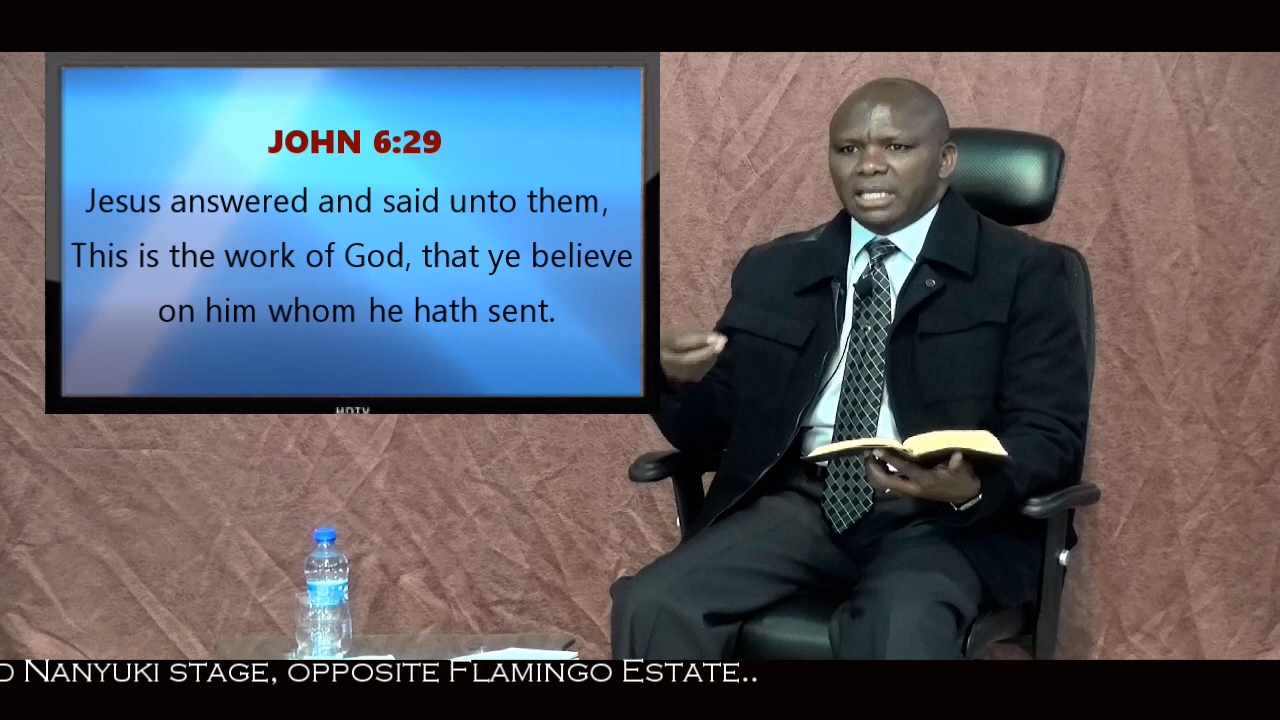 JOHN 6:29
Jesus answered and said unto them,
This is the work of God, that ye believe
on him whom he hath sent.
HDTV
NANYUKI STAGE, OPPOSITE FLAMINGO ESTATE..